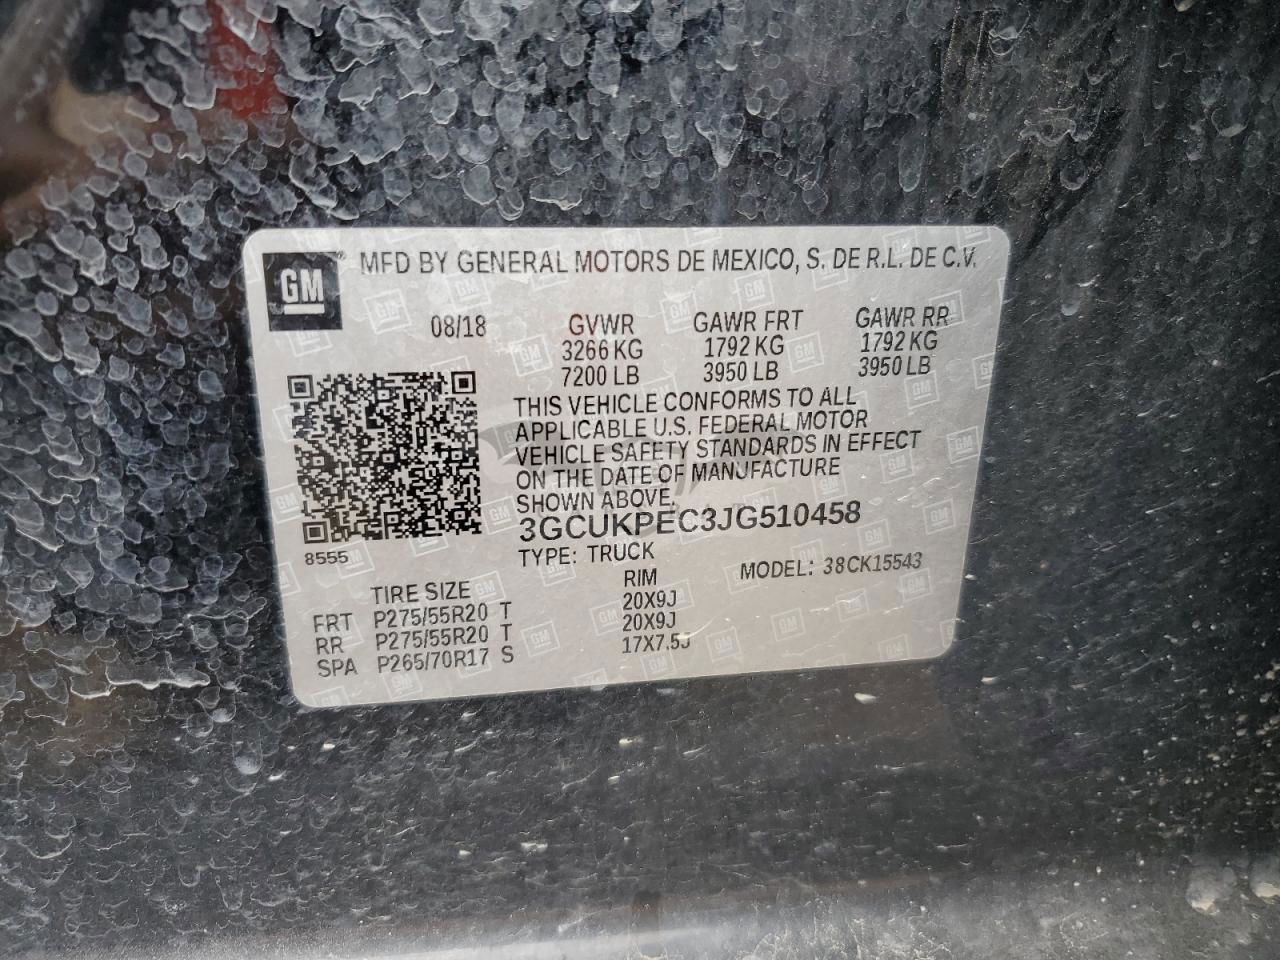 GM
MFD BY GENERAL MOTORS DE MEXICO, S. DE R.L. DE C.V.
08/18 GVWR GAWR FRT GAWR RR
3266 KG 1792 KG 1792 KG
7200 LB 3950 LB 3950 LB
THIS VEHICLE CONFORMS TO ALL
APPLICABLE U.S. FEDERAL MOTOR
VEHICLE SAFETY STANDARDS IN EFFECT
ON THE DATE OF MANUFACTURE
SHOWN ABOVE.
3GCUKPEC3JG510458
8555
TYPE: TRUCK MODEL: 38CK15543
TIRE SIZE RIM
FRT P275/55R20 T 20X9J
RR P275/55R20 T 20X9J
SPA P265/70R17 S 17X7.5J